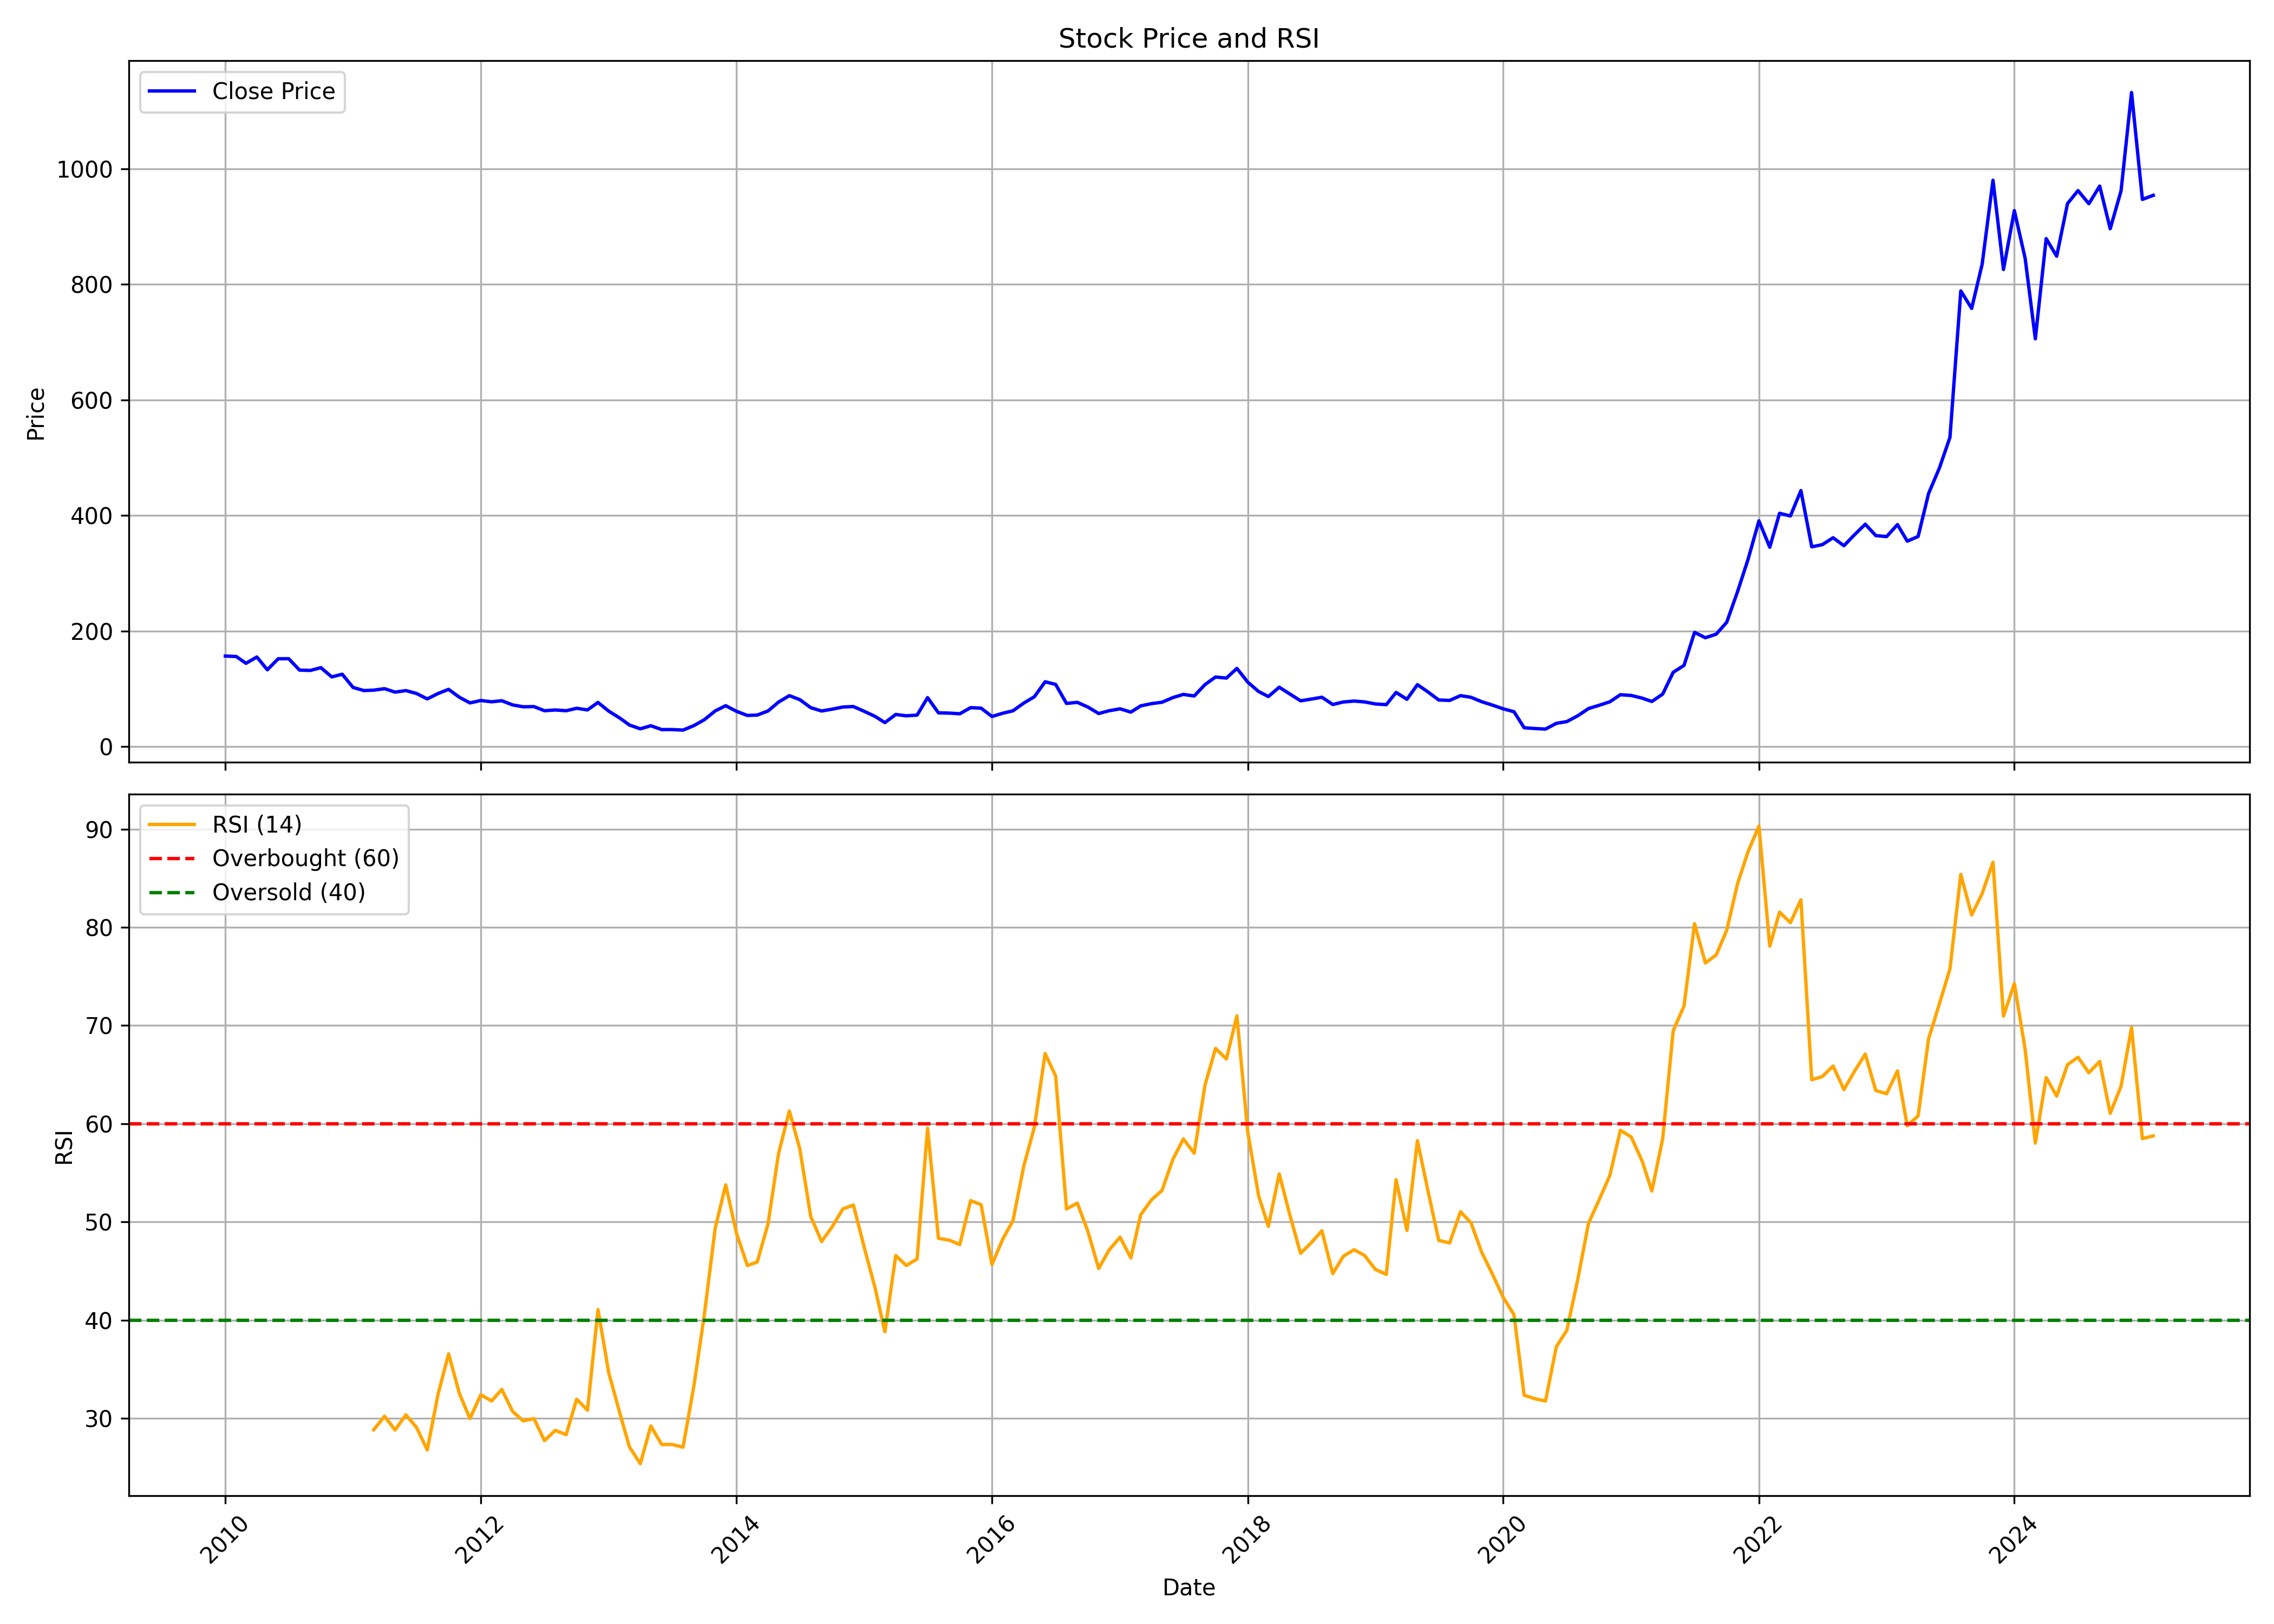 Stock Price and RSI
Close Price
Price
1000
800
600
400
200
0
RSI (14)
Overbought (60)
Oversold (40)
RSI
90
80
70
60
50
40
30
2010
2012
2014
2016
2018
2020
2022
2024
Date